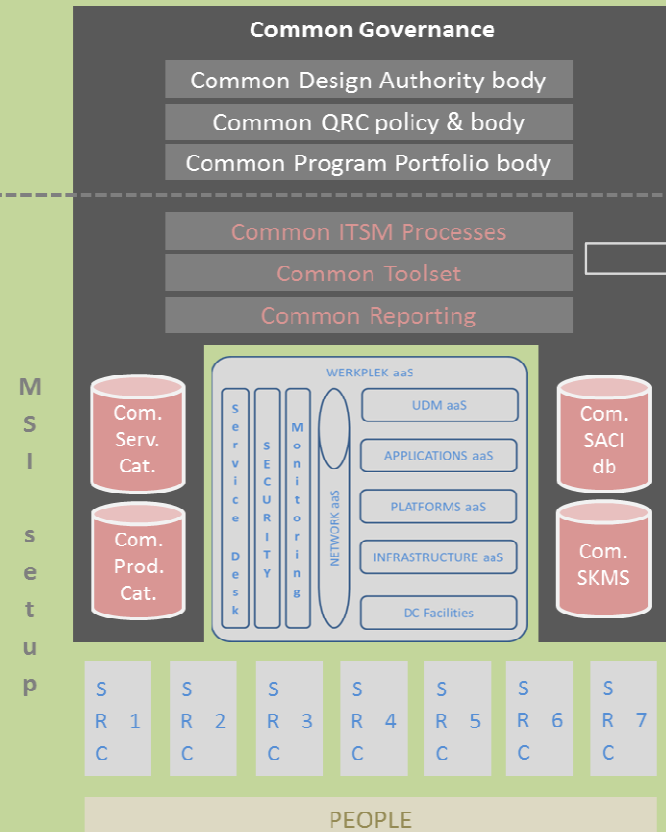 Common Governance
Common Design Authority body
Common QRC policy & body
Common Program Portfolio body
Common ITSM Processes
Common Toolset
Common Reporting
MSI setup
Com.
Serv.
Cat.
Com.
Prod.
Cat.
WERKPLEK aaS
Service Desk
SECURITY
Monitoring
NETWORK aaS
UDM aaS
APPLICATIONS aaS
PLATFORMS aaS
INFRASTRUCTURE aaS
DC Facilities
Com.
SACI
db
Com.
SKMS
SRC 1
SRC 2
SRC 3
SRC 4
SRC 5
SRC 6
SRC 7
PEOPLE